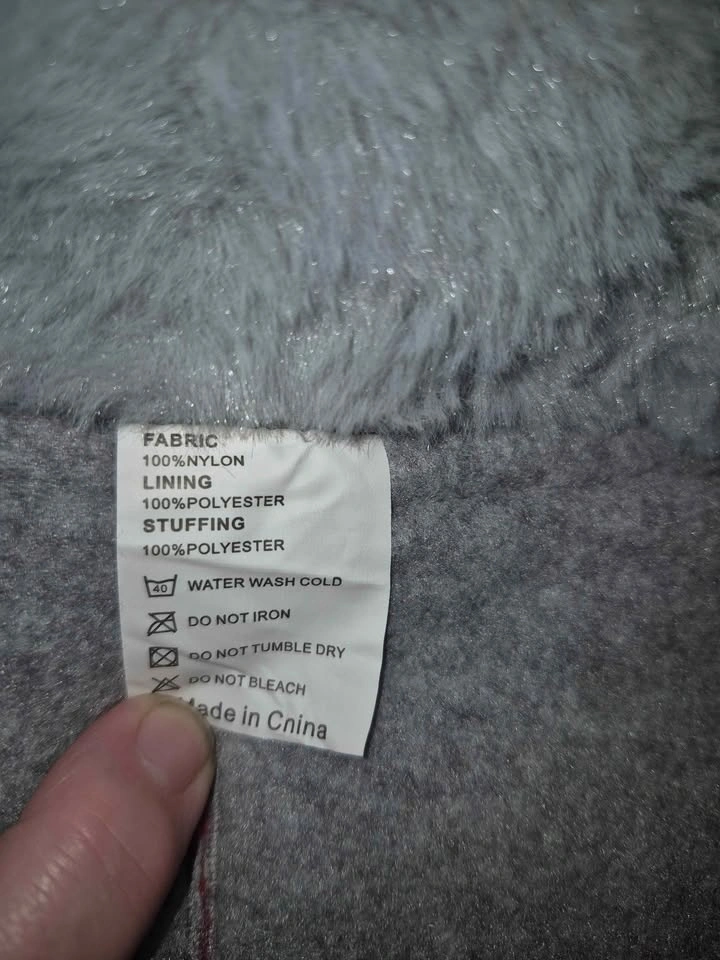 FABRIC
100%NYLON
LINING
100%POLYESTER
STUFFING
100%POLYESTER
40 WATER WASH COLD
DO NOT IRON
DO NOT TUMBLE DRY
DO NOT BLEACH
Made in China